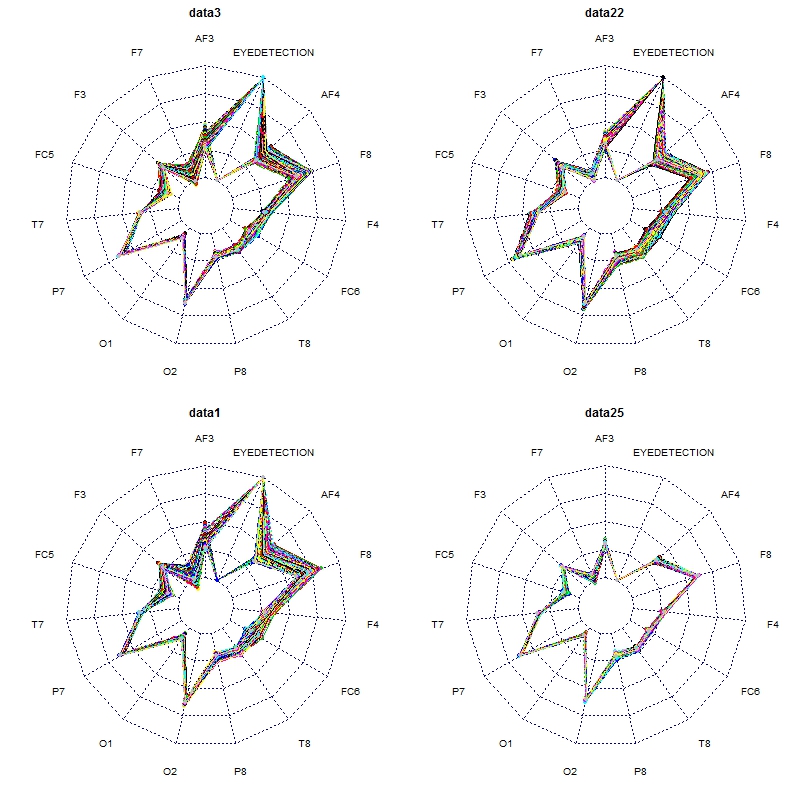 data3
AF3
F7
EYEDETECTION
F3
AF4
FC5
F8
T7
F4
P7
FC6
O1
T8
O2
P8
data22
AF3
F7
EYEDETECTION
F3
AF4
FC5
F8
T7
F4
P7
FC6
O1
T8
O2
P8
data1
AF3
F7
EYEDETECTION
F3
AF4
FC5
F8
T7
F4
P7
FC6
O1
T8
O2
P8
data25
AF3
F7
EYEDETECTION
F3
AF4
FC5
F8
T7
F4
P7
FC6
O1
T8
O2
P8